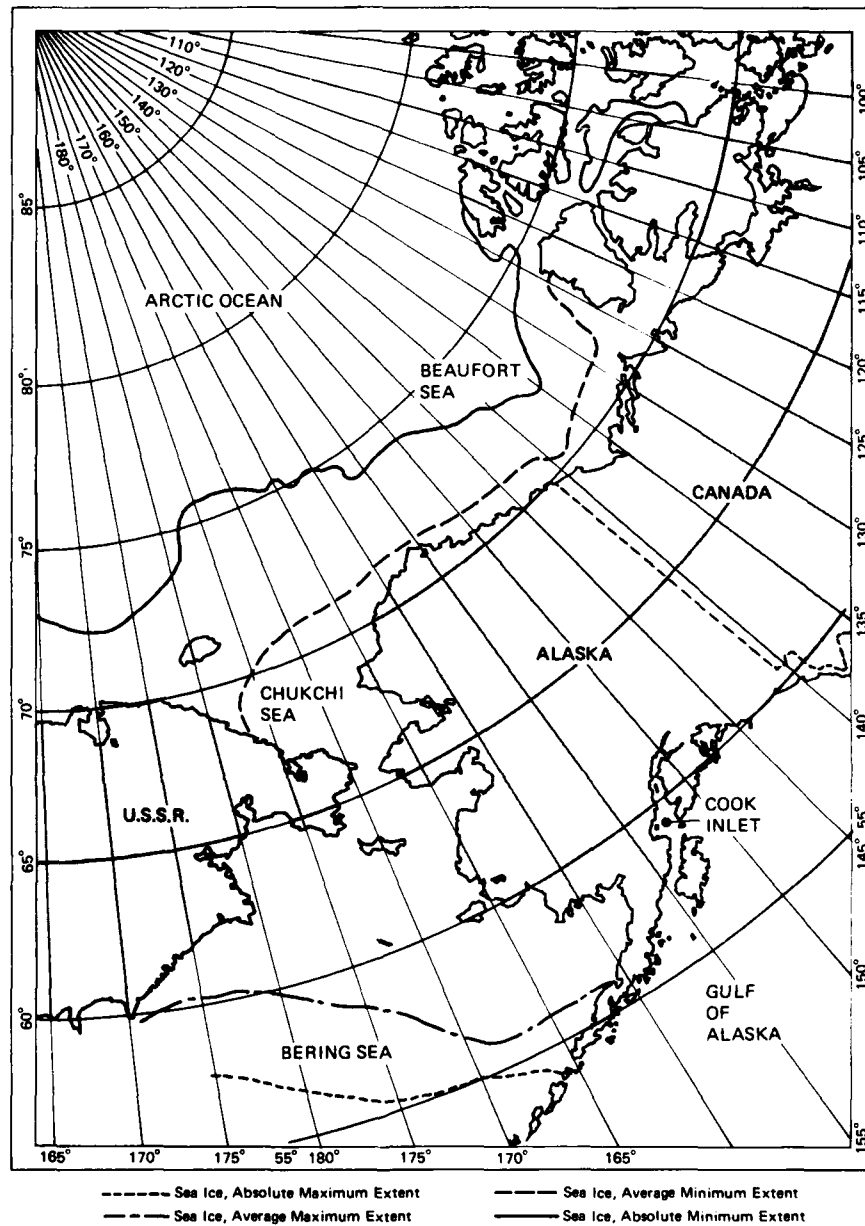 110°
120°
130°
140°
150°
160°
170°
180°
100°
105°
110°
115°
120°
125°
130°
135°
140°
55°
145°
150°
155°
85°
80°
75°
70°
65°
60°
ARCTIC OCEAN
BEAUFORT
SEA
CANADA
ALASKA
CHUKCHI
SEA
U.S.S.R.
COOK
INLET
GULF
OF
ALASKA
BERING SEA
165°
170°
175°
55°
180°
175°
170°
165°
Sea Ice, Absolute Maximum Extent
Sea Ice, Average Minimum Extent
Sea Ice, Average Maximum Extent
Sea Ice, Absolute Minimum Extent